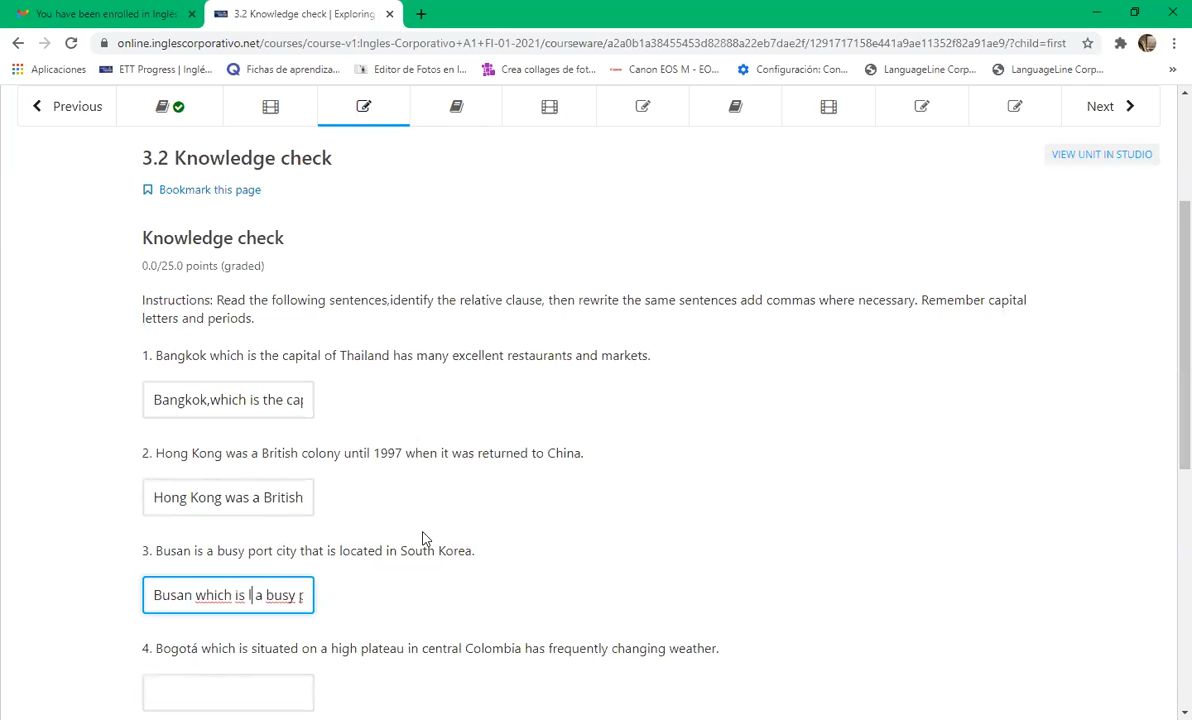 You have been enrolled in Inglés
3.2 Knowledge check | Exploring
online.inglescorporativo.net/courses/course-v1:Ingles-Corporativo+A1+FI-01-2021/courseware/a2a0b1a38455453d82888a22eb7dae2f/1291717158e441a9ae11352f82a91ae9/?child=first
Aplicaciones ETT Progress | Inglé... Fichas de aprendiza... Editor de Fotos en l... Crea collages de fot... Canon EOS M - EO... Configuración: Con... LanguageLine Corp... LanguageLine Corp... »
Previous Next
3.2 Knowledge check
VIEW UNIT IN STUDIO
Bookmark this page
Knowledge check
0.0/25.0 points (graded)
Instructions: Read the following sentences,identify the relative clause, then rewrite the same sentences add commas where necessary. Remember capital
letters and periods.
1. Bangkok which is the capital of Thailand has many excellent restaurants and markets.
Bangkok,which is the cap
2. Hong Kong was a British colony until 1997 when it was returned to China.
Hong Kong was a British
3. Busan is a busy port city that is located in South Korea.
Busan which is l a busy p
4. Bogotá which is situated on a high plateau in central Colombia has frequently changing weather.